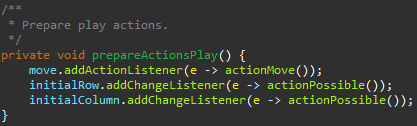 /**
 * Prepare play actions.
 */
private void prepareActionsPlay() {
    move.addActionListener(e -> actionMove());
    initialRow.addChangeListener(e -> actionPossible());
    initialColumn.addChangeListener(e -> actionPossible());
}